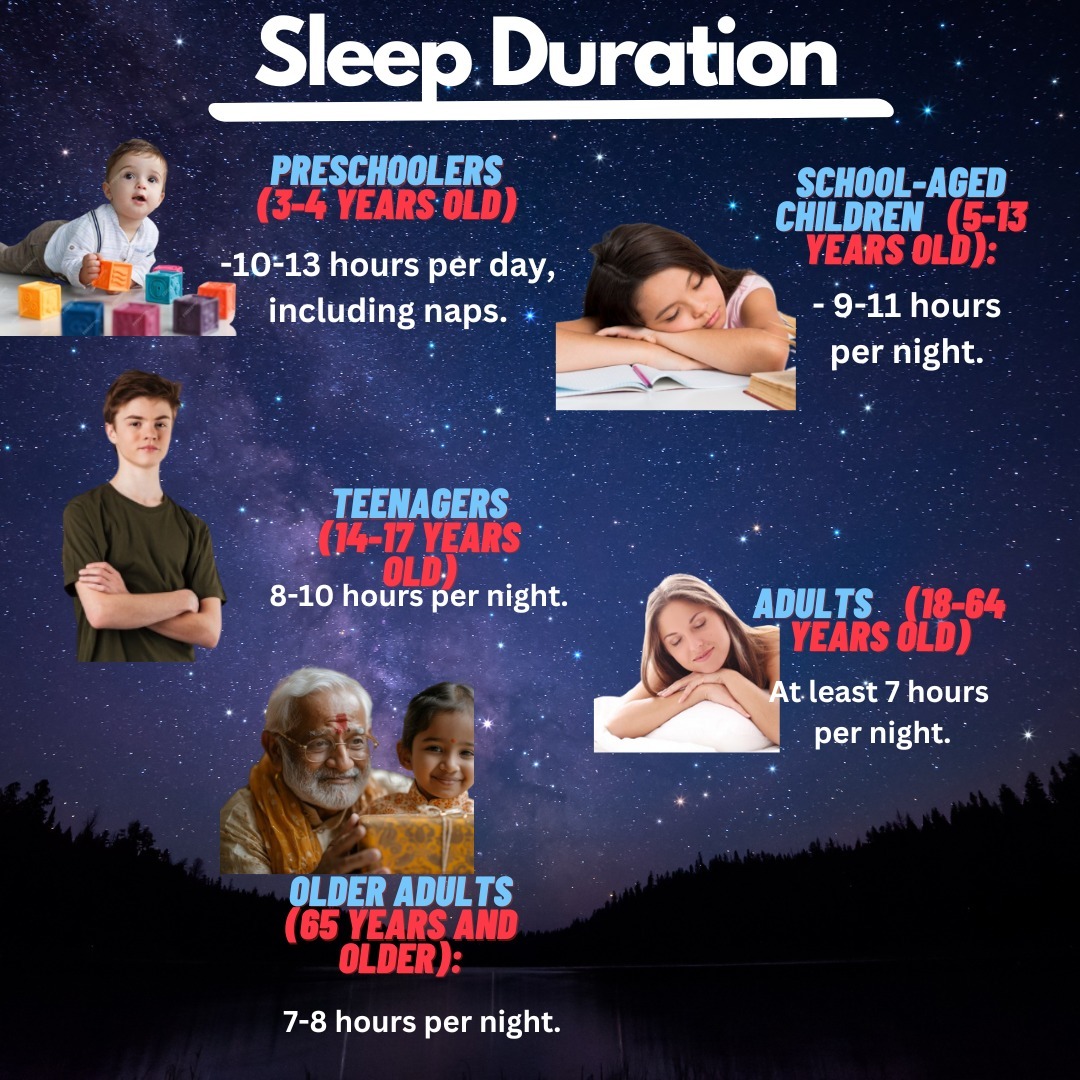 Sleep Duration
PRESCHOOLERS
(3-4 YEARS OLD)
-10-13 hours per day,
including naps.
SCHOOL-AGED
CHILDREN (5-13
YEARS OLD):
- 9-11 hours
per night.
TEENAGERS
(14-17 YEARS
OLD)
8-10 hours per night.
ADULTS (18-64
YEARS OLD)
At least 7 hours
per night.
OLDER ADULTS
(65 YEARS AND
OLDER):
7-8 hours per night.